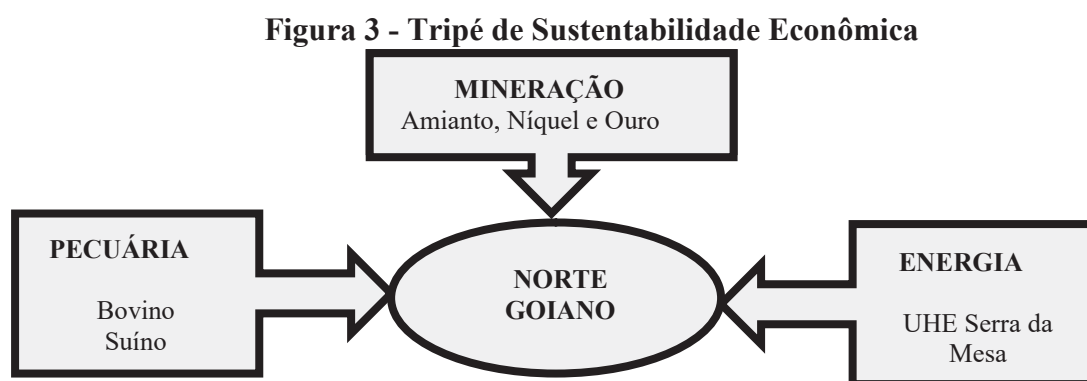 Figura 3 - Tripé de Sustentabilidade Econômica
MINERAÇÃO
Amianto, Níquel e Ouro
PECUÁRIA
Bovino
Suíno
NORTE
GOIANO
ENERGIA
UHE Serra da
Mesa